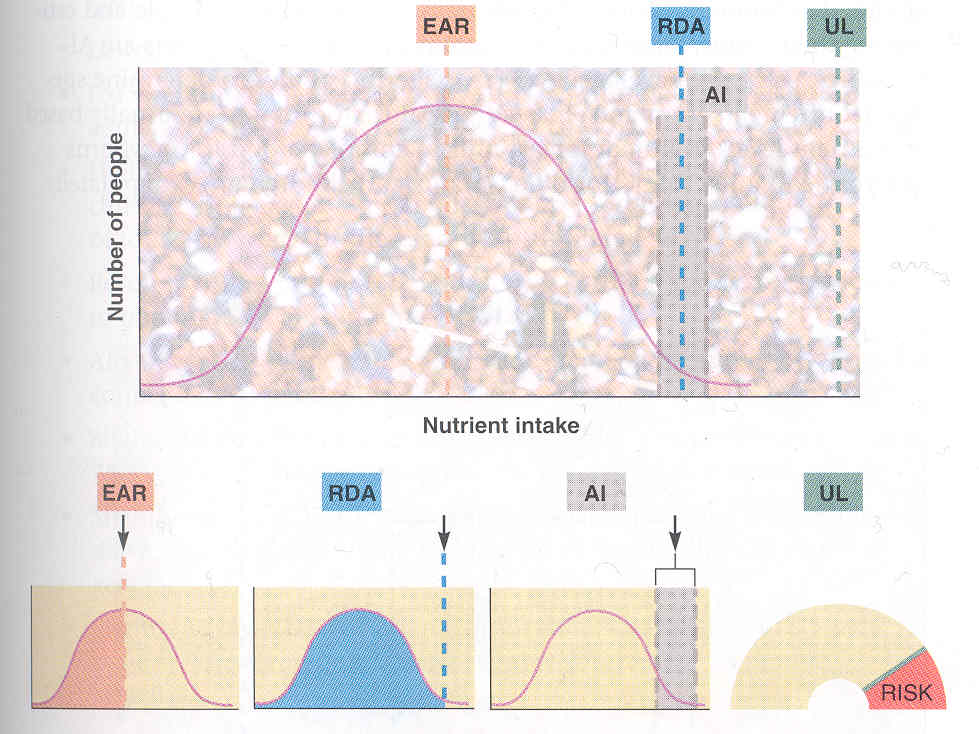 EAR
RDA
UL
AI
Number of people
Nutrient intake
EAR
RDA
AI
UL
RISK